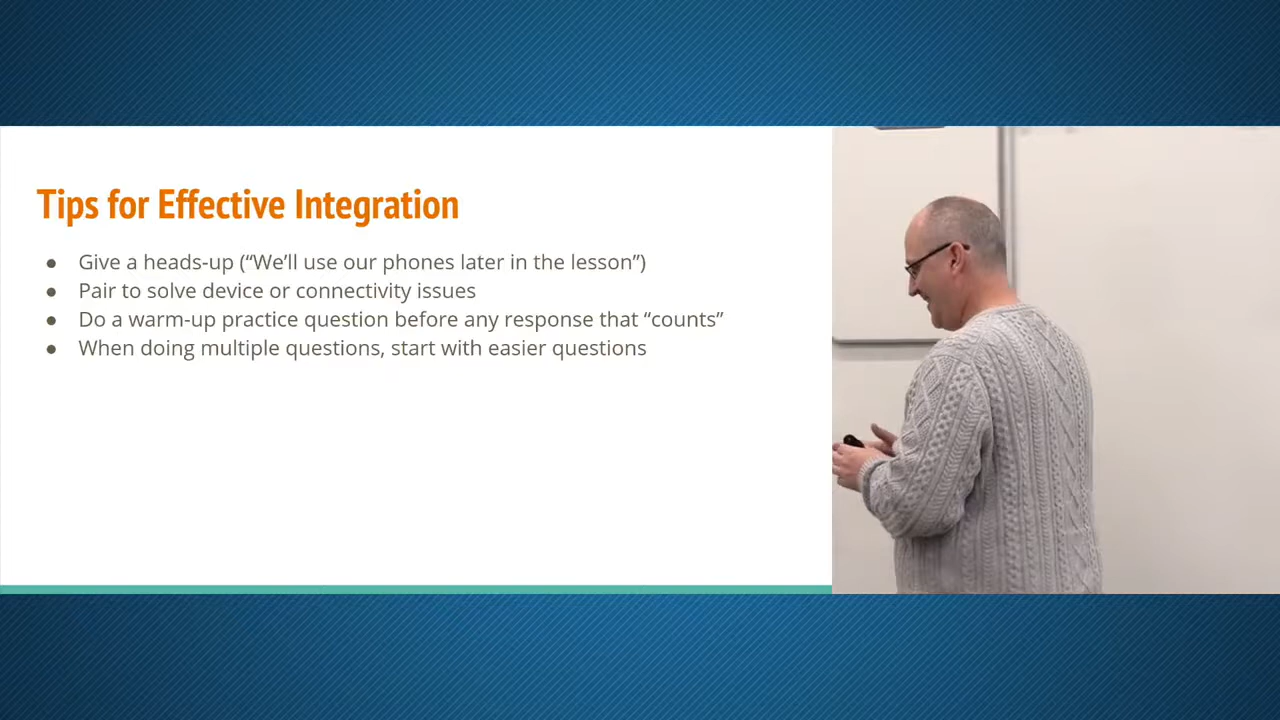 Tips for Effective Integration
● Give a heads-up (“We’ll use our phones later in the lesson”)
● Pair to solve device or connectivity issues
● Do a warm-up practice question before any response that “counts”
● When doing multiple questions, start with easier questions